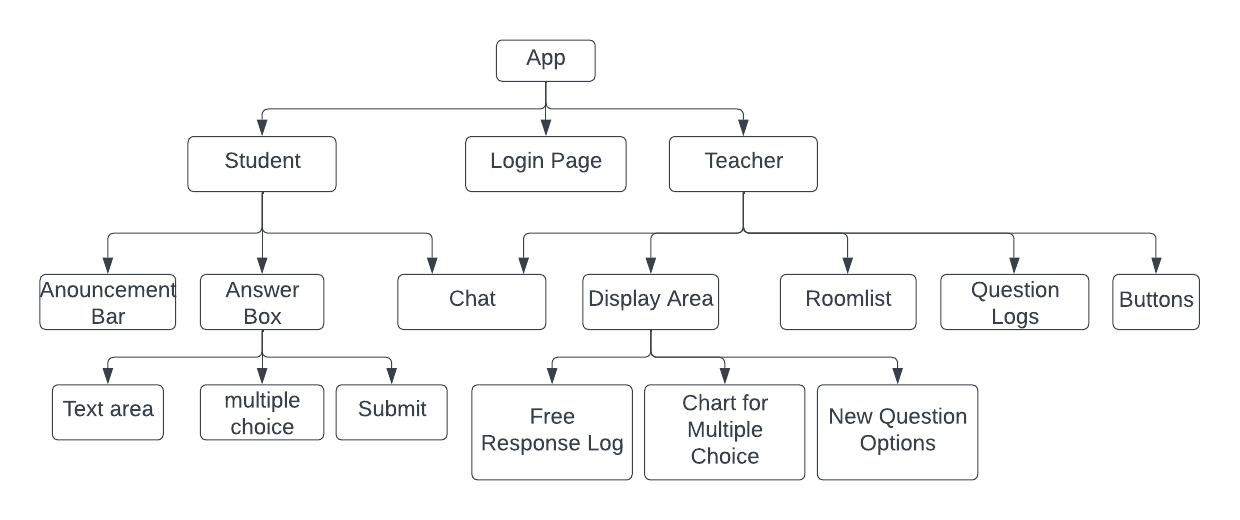 App
Student
Login Page
Teacher
Anouncement
Bar
Answer
Box
Chat
Display Area
Roomlist
Question
Logs
Buttons
Text area
multiple
choice
Submit
Free
Response Log
Chart for
Multiple
Choice
New Question
Options